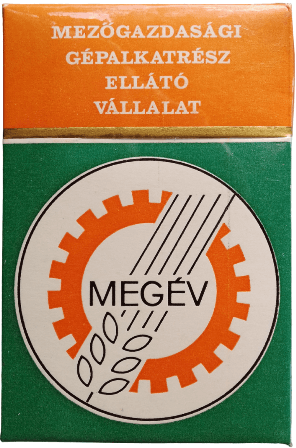 MEZŐGAZDASÁGI
GÉPALKATRÉSZ
ELLÁTÓ
VÁLLALAT
MEGÉV